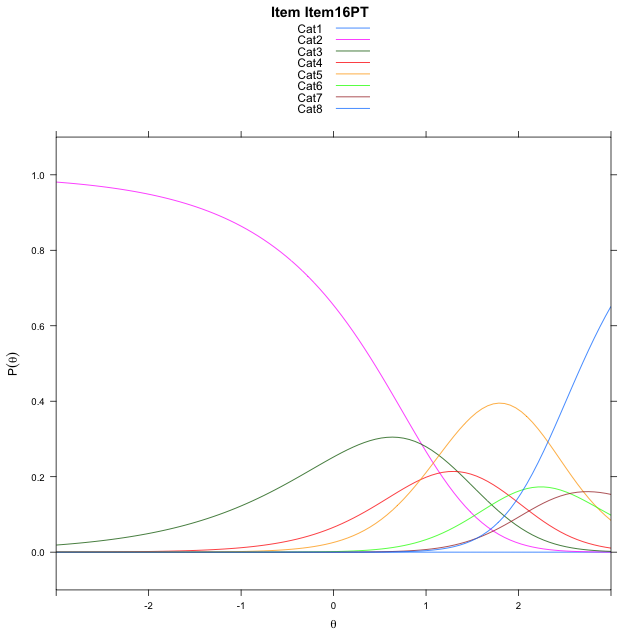 Item Item16PT
Cat1
Cat2
Cat3
Cat4
Cat5
Cat6
Cat7
Cat8
1.0
0.8
0.6
0.4
0.2
0.0
P(θ)
-2 -1 0 1 2
θ